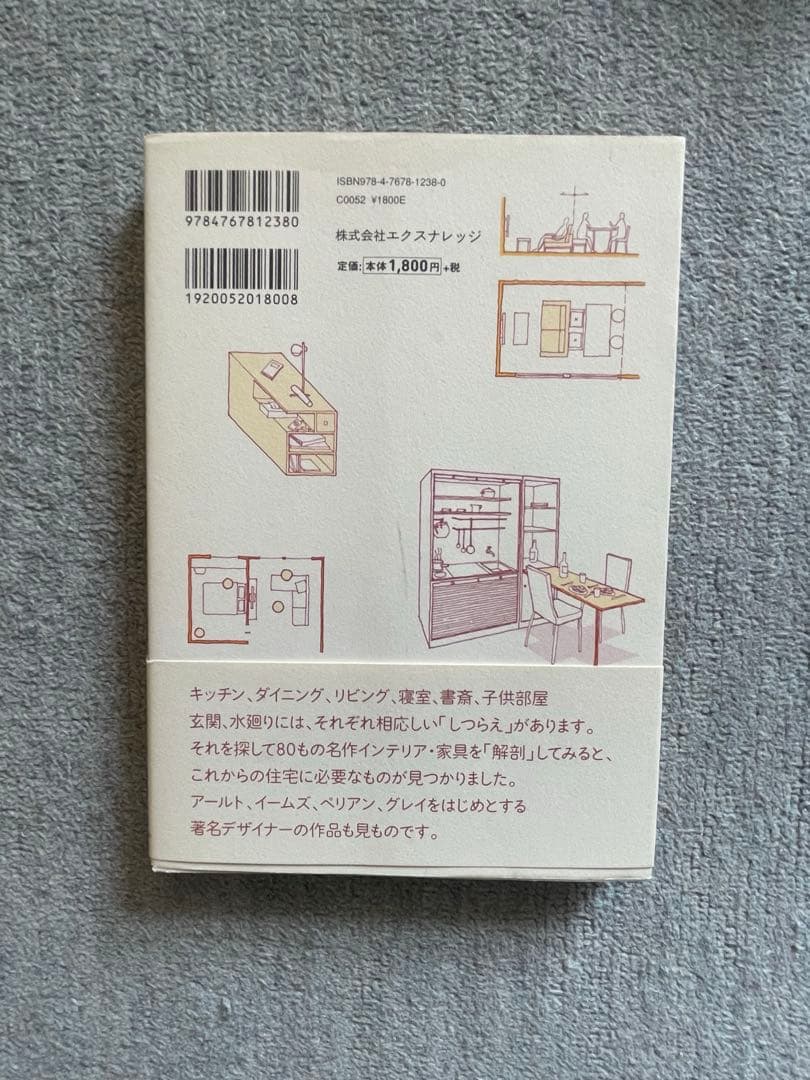 ISBN978-4-7678-1238-0
C0052 ¥1800E
9784767812380
株式会社エクスナレッジ
定価:本体1,800円+税
1920052018008
キッチン、ダイニング、リビング、寝室、書斎、子供部屋
玄関、水廻りには、それぞれ相応しい「しつらえ」があります。
それを探して80もの名作インテリア・家具を「解剖」してみると、
これからの住宅に必要なものが見つかりました。
アールト、イームズ、ペリアン、グレイをはじめとする
著名デザイナーの作品も見ものです。